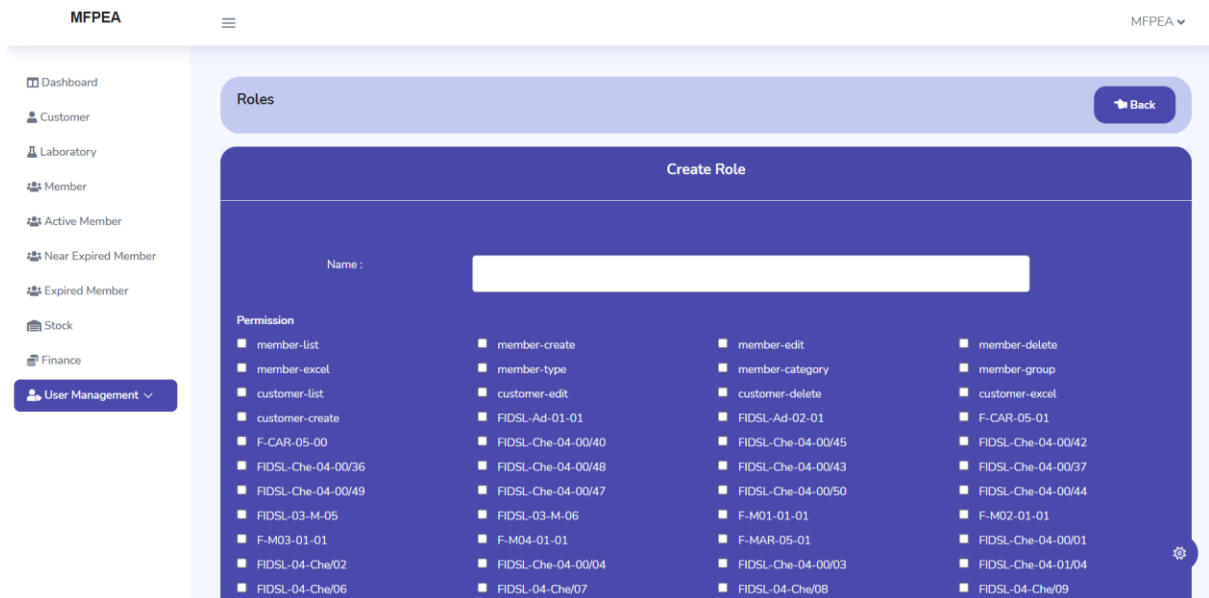 MFPEA
MFPEA
Dashboard
Customer
Laboratory
Member
Active Member
Near Expired Member
Expired Member
Stock
Finance
User Management
Roles
Back
Create Role
Name :
Permission
member-list member-create member-edit member-delete
member-excel member-type member-category member-group
customer-list customer-edit customer-delete customer-excel
customer-create FIDSL-Ad-01-01 FIDSL-Ad-02-01 F-CAR-05-01
F-CAR-05-00 FIDSL-Che-04-00/40 FIDSL-Che-04-00/45 FIDSL-Che-04-00/42
FIDSL-Che-04-00/36 FIDSL-Che-04-00/48 FIDSL-Che-04-00/43 FIDSL-Che-04-00/37
FIDSL-Che-04-00/49 FIDSL-Che-04-00/47 FIDSL-Che-04-00/50 FIDSL-Che-04-00/44
FIDSL-03-M-05 FIDSL-03-M-06 F-M01-01-01 F-M02-01-01
F-M03-01-01 F-M04-01-01 F-MAR-05-01 FIDSL-Che-04-00/01
FIDSL-04-Che/02 FIDSL-Che-04-00/04 FIDSL-Che-04-00/03 FIDSL-Che-04-01/04
FIDSL-04-Che/06 FIDSL-04-Che/07 FIDSL-04-Che/08 FIDSL-04-Che/09